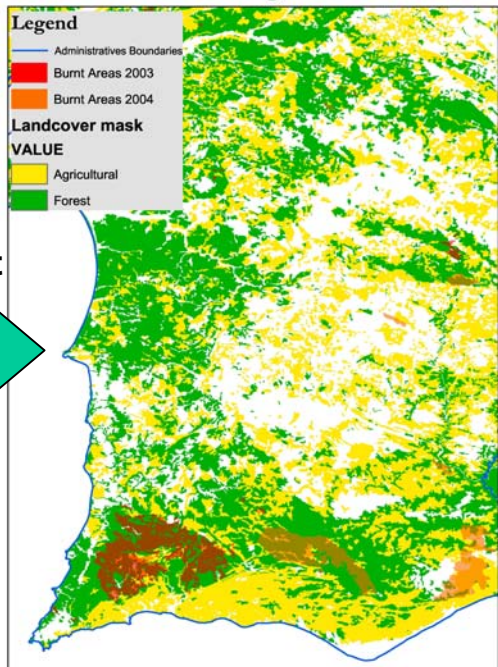 Legend
Administratives Boundaries
Burnt Areas 2003
Burnt Areas 2004
Landcover mask
VALUE
Agricultural
Forest
: